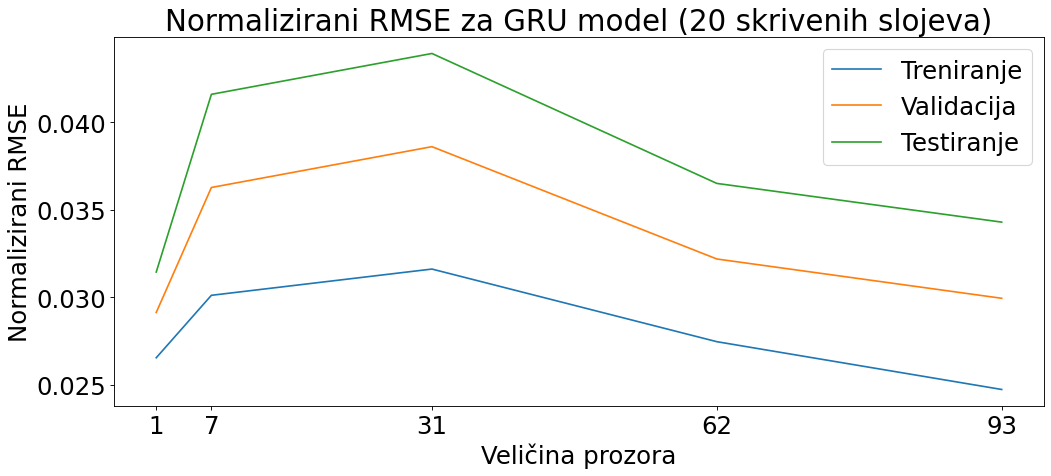 Normalizirani RMSE za GRU model (20 skrivenih slojeva)
Treniranje
Validacija
Testiranje
Normalizirani RMSE
0.040
0.035
0.030
0.025
1 7 31 62 93
Veličina prozora